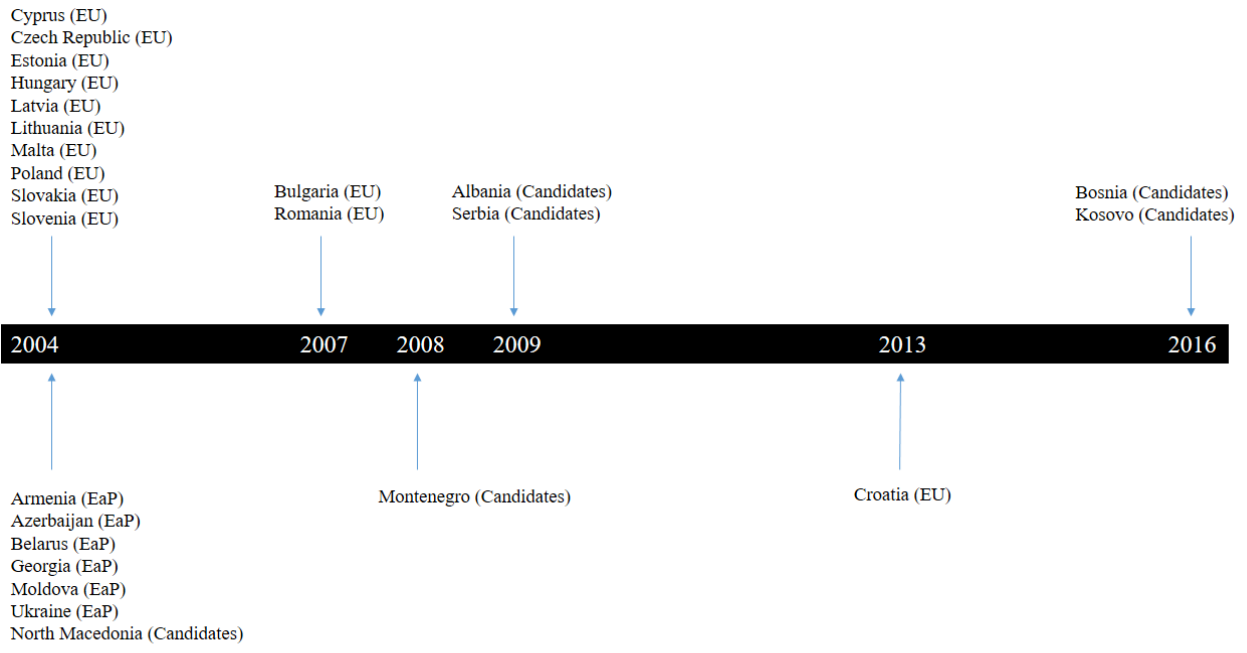 Cyprus (EU)
Czech Republic (EU)
Estonia (EU)
Hungary (EU)
Latvia (EU)
Lithuania (EU)
Malta (EU)
Poland (EU)
Slovakia (EU)
Slovenia (EU)
Bulgaria (EU)
Romania (EU)
Albania (Candidates)
Serbia (Candidates)
Bosnia (Candidates)
Kosovo (Candidates)
2004 2007 2008 2009 2013 2016
Armenia (EaP)
Azerbaijan (EaP)
Belarus (EaP)
Georgia (EaP)
Moldova (EaP)
Ukraine (EaP)
North Macedonia (Candidates)
Montenegro (Candidates)
Croatia (EU)